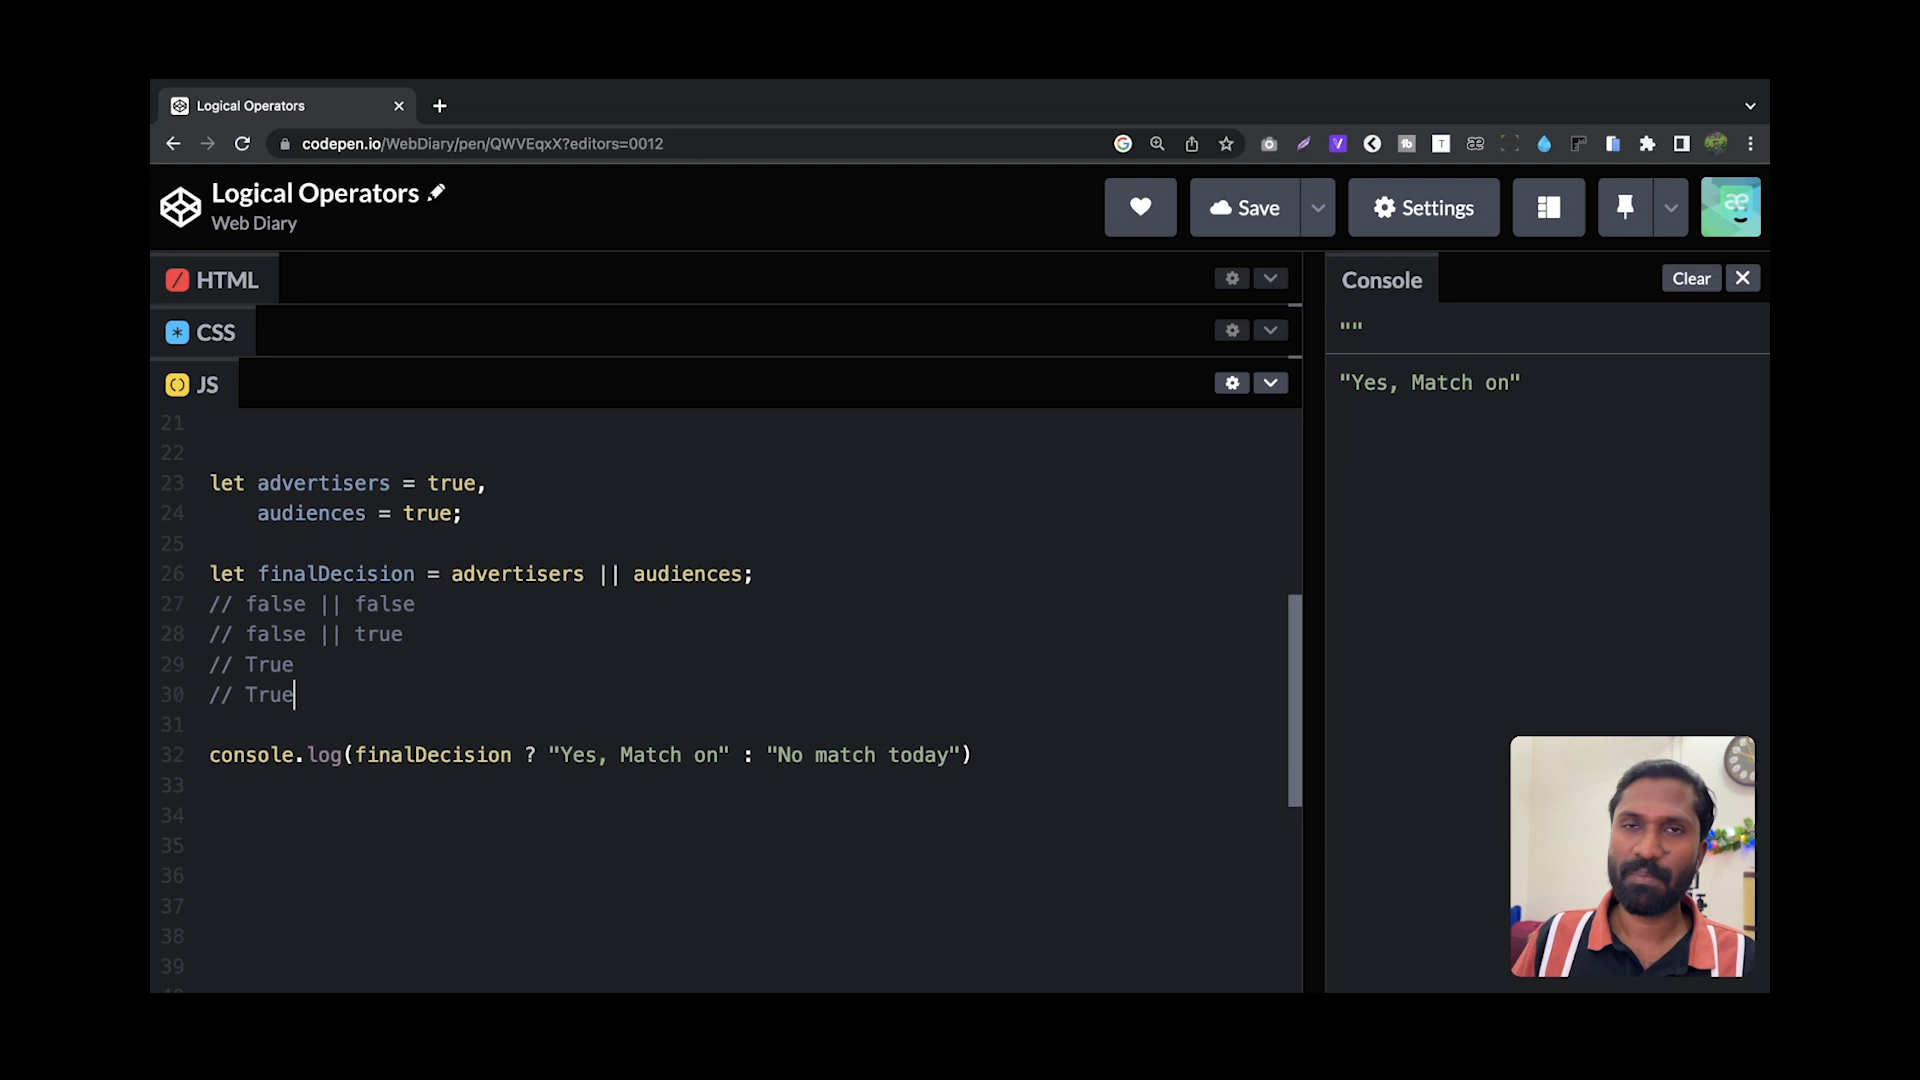 Logical Operators
codepen.io/WebDiary/pen/QWVEqxX?editors=0012
Logical Operators
Web Diary
Save
Settings
HTML
CSS
JS
21
22
23 let advertisers = true,
24 audiences = true;
25
26 let finalDecision = advertisers || audiences;
27 // false || false
28 // false || true
29 // True
30 // True
31
32 console.log(finalDecision ? "Yes, Match on" : "No match today")
33
34
35
36
37
38
39
Console
Clear
""
"Yes, Match on"